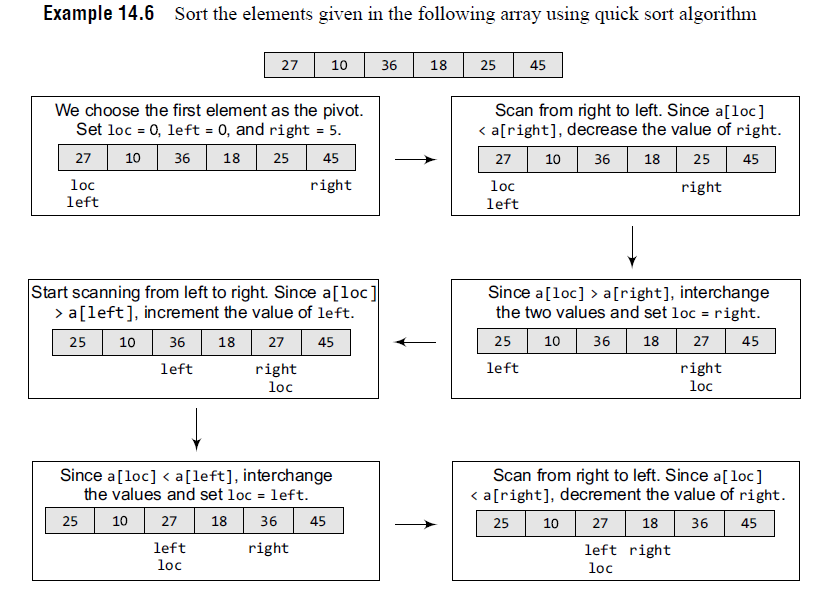 Example 14.6 Sort the elements given in the following array using quick sort algorithm
27 10 36 18 25 45
We choose the first element as the pivot.
Set loc = 0, left = 0, and right = 5.
27 10 36 18 25 45
loc right
left
Scan from right to left. Since a[loc]
< a[right], decrease the value of right.
27 10 36 18 25 45
loc right
left
Since a[loc] > a[right], interchange
the two values and set loc = right.
25 10 36 18 27 45
left right
loc
Start scanning from left to right. Since a[loc]
> a[left], increment the value of left.
25 10 36 18 27 45
left right
loc
Since a[loc] < a[left], interchange
the values and set loc = left.
25 10 27 18 36 45
left right
loc
Scan from right to left. Since a[loc]
< a[right], decrement the value of right.
25 10 27 18 36 45
left right
loc